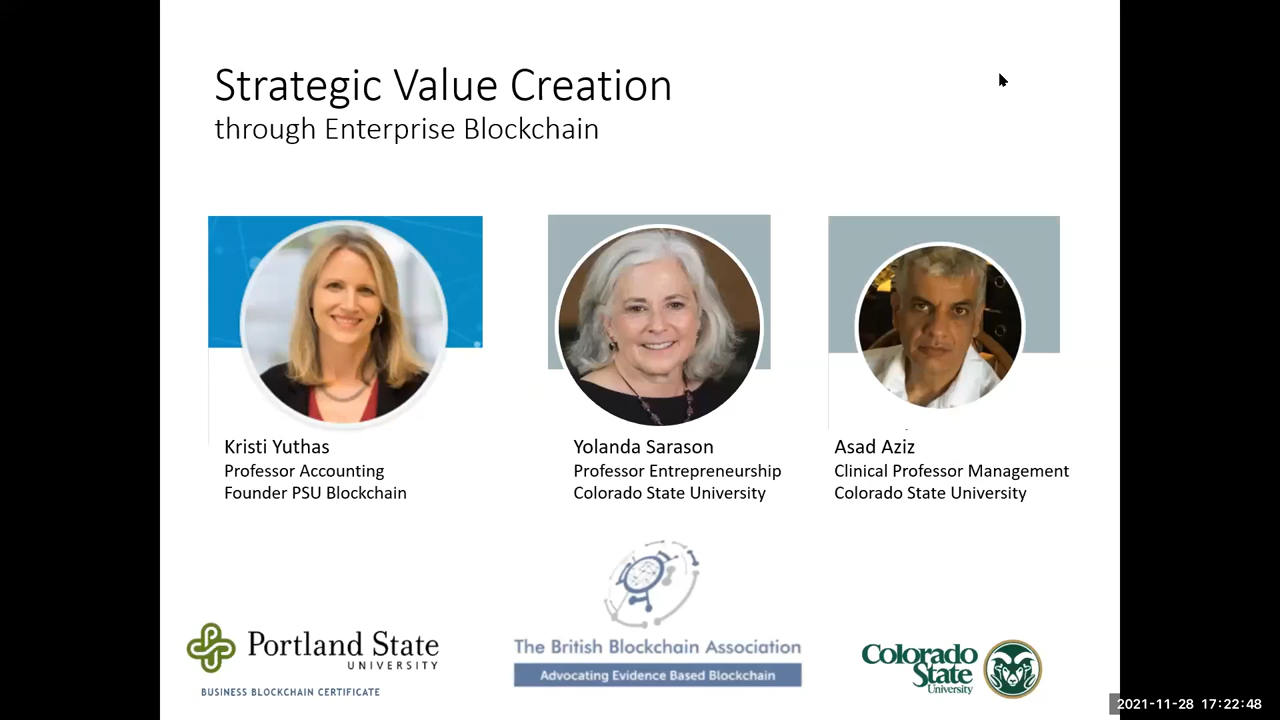 Strategic Value Creation
through Enterprise Blockchain
Kristi Yuthas
Professor Accounting
Founder PSU Blockchain
Yolanda Sarason
Professor Entrepreneurship
Colorado State University
Asad Aziz
Clinical Professor Management
Colorado State University
Portland State
UNIVERSITY
BUSINESS BLOCKCHAIN CERTIFICATE
The British Blockchain Association
Advocating Evidence Based Blockchain
Colorado
State
University
2021-11-28 17:22:48